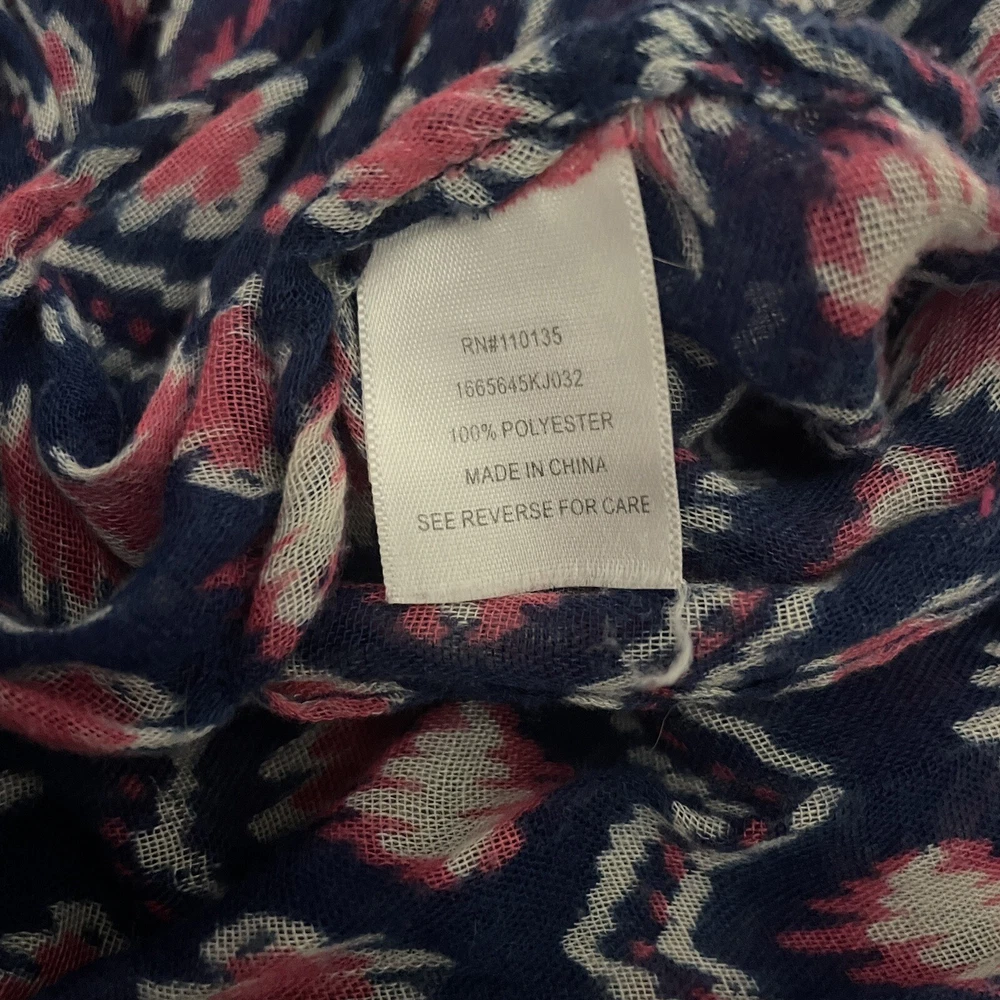 RN#110135
1665645KJ032
100% POLYESTER
MADE IN CHINA
SEE REVERSE FOR CARE